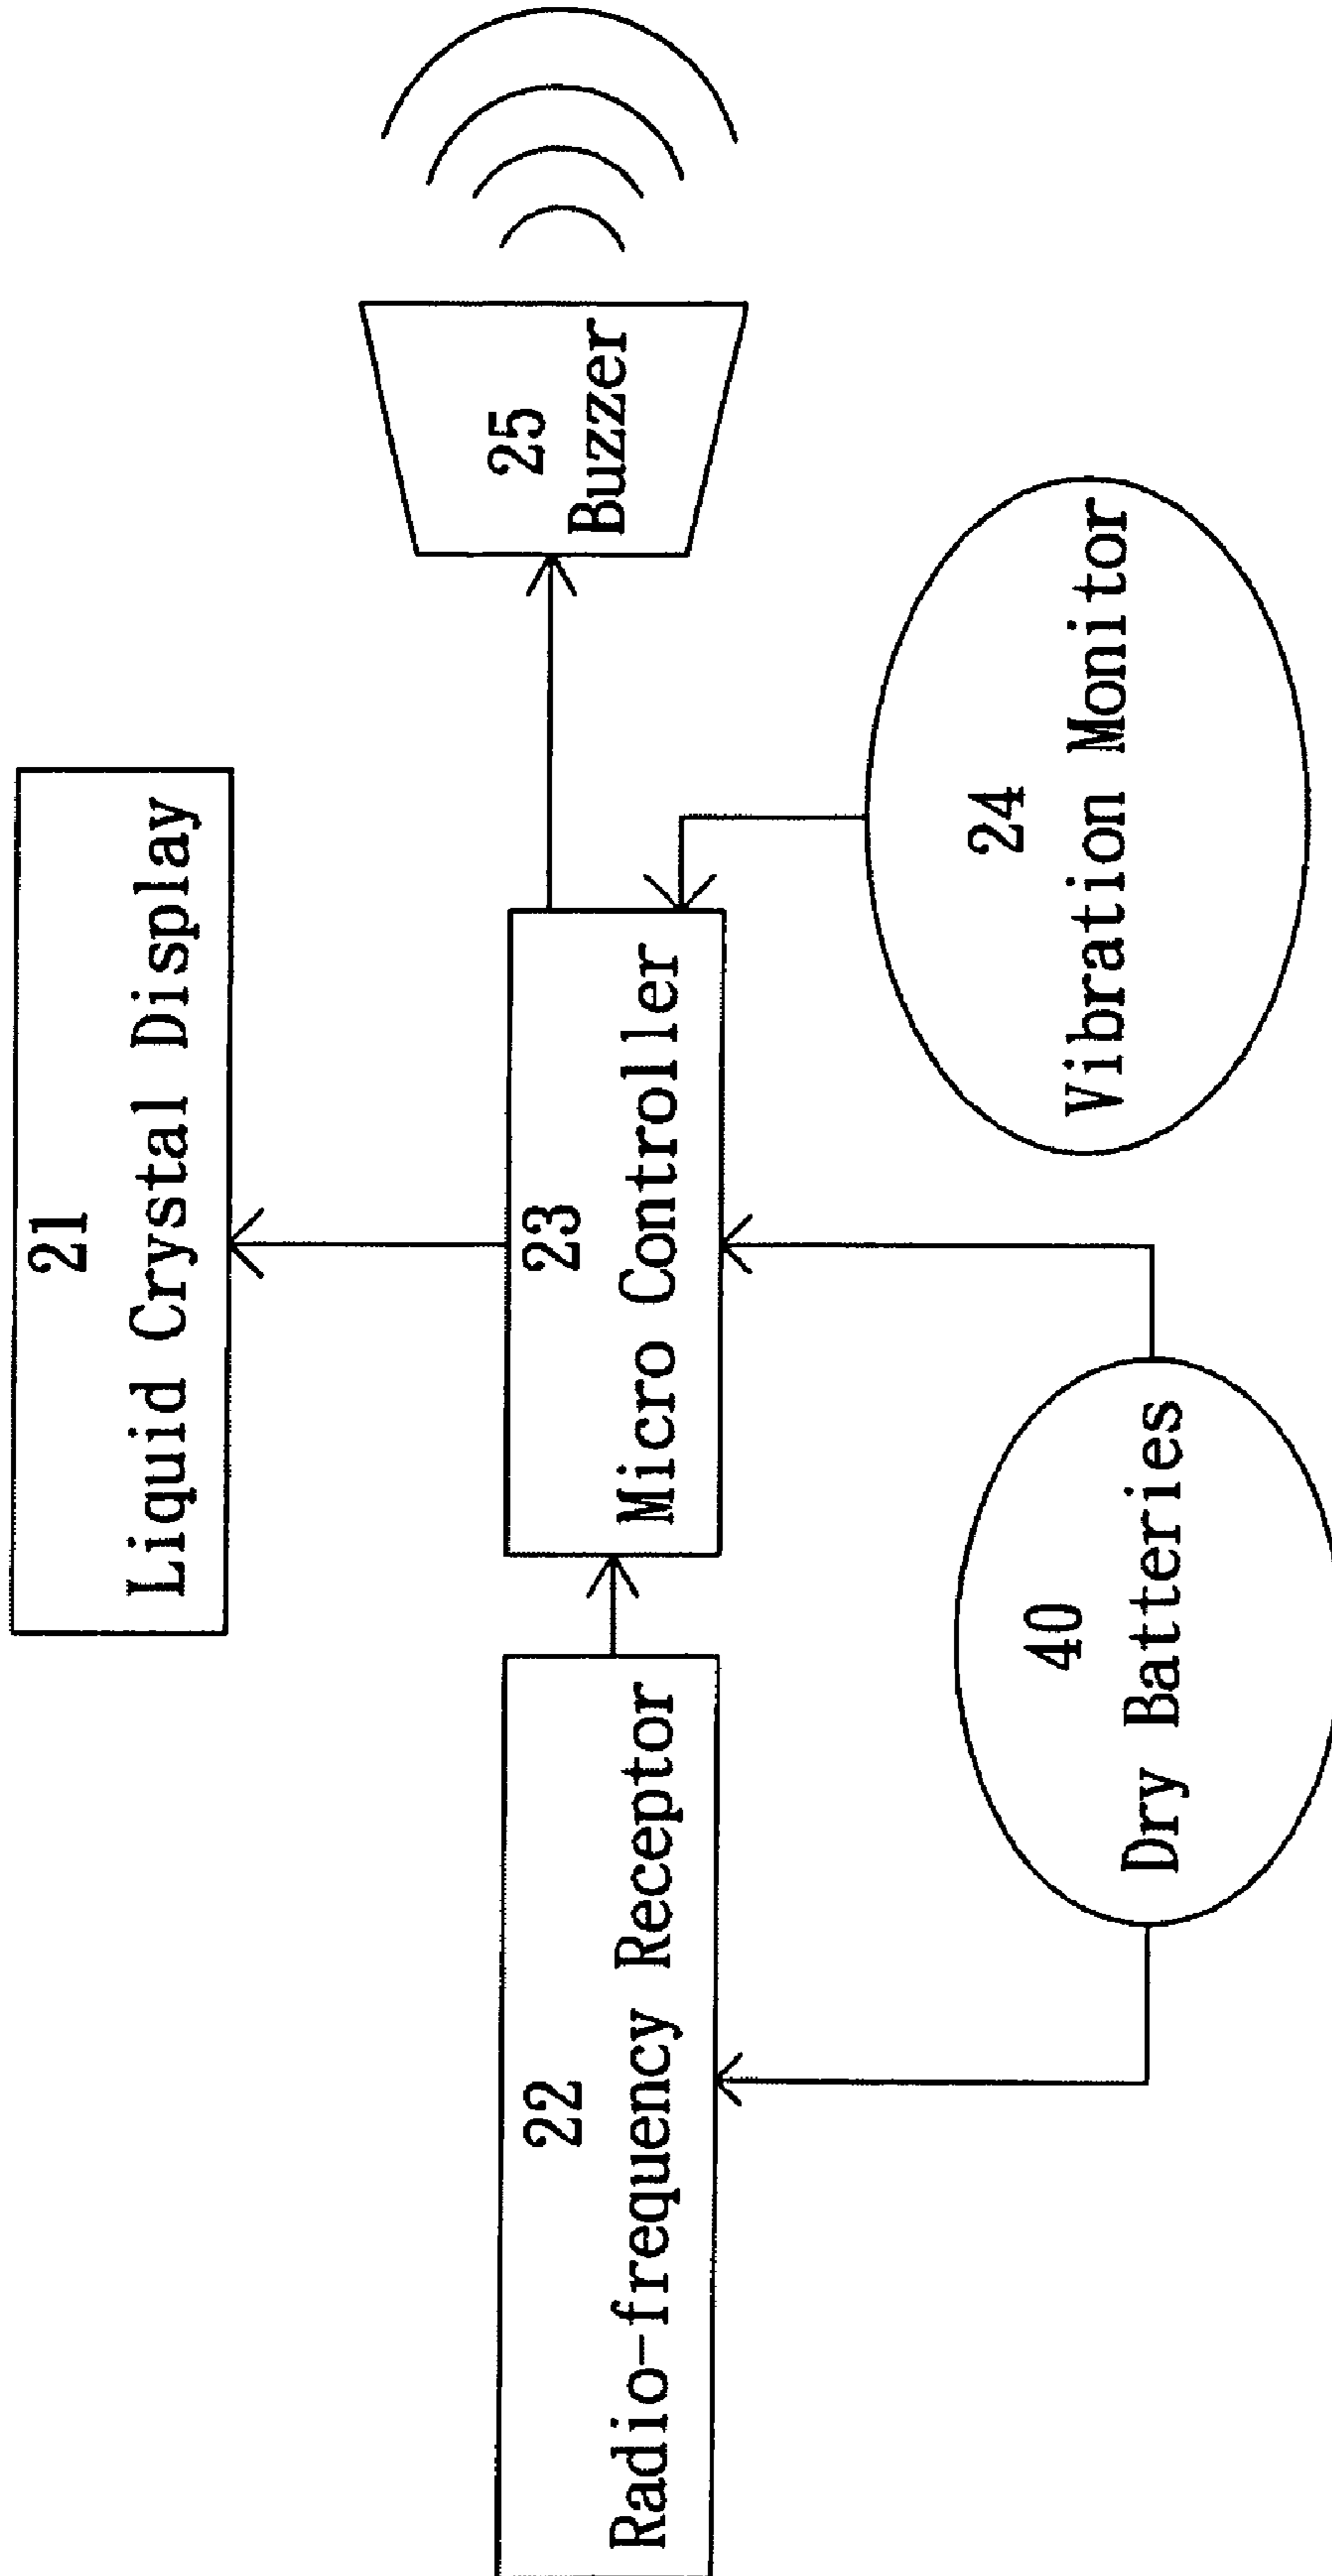 21
Liquid Crystal Display
22
Radio-frequency Receptor
23
Micro Controller
25
Buzzer
40
Dry Batteries
24
Vibration Monitor